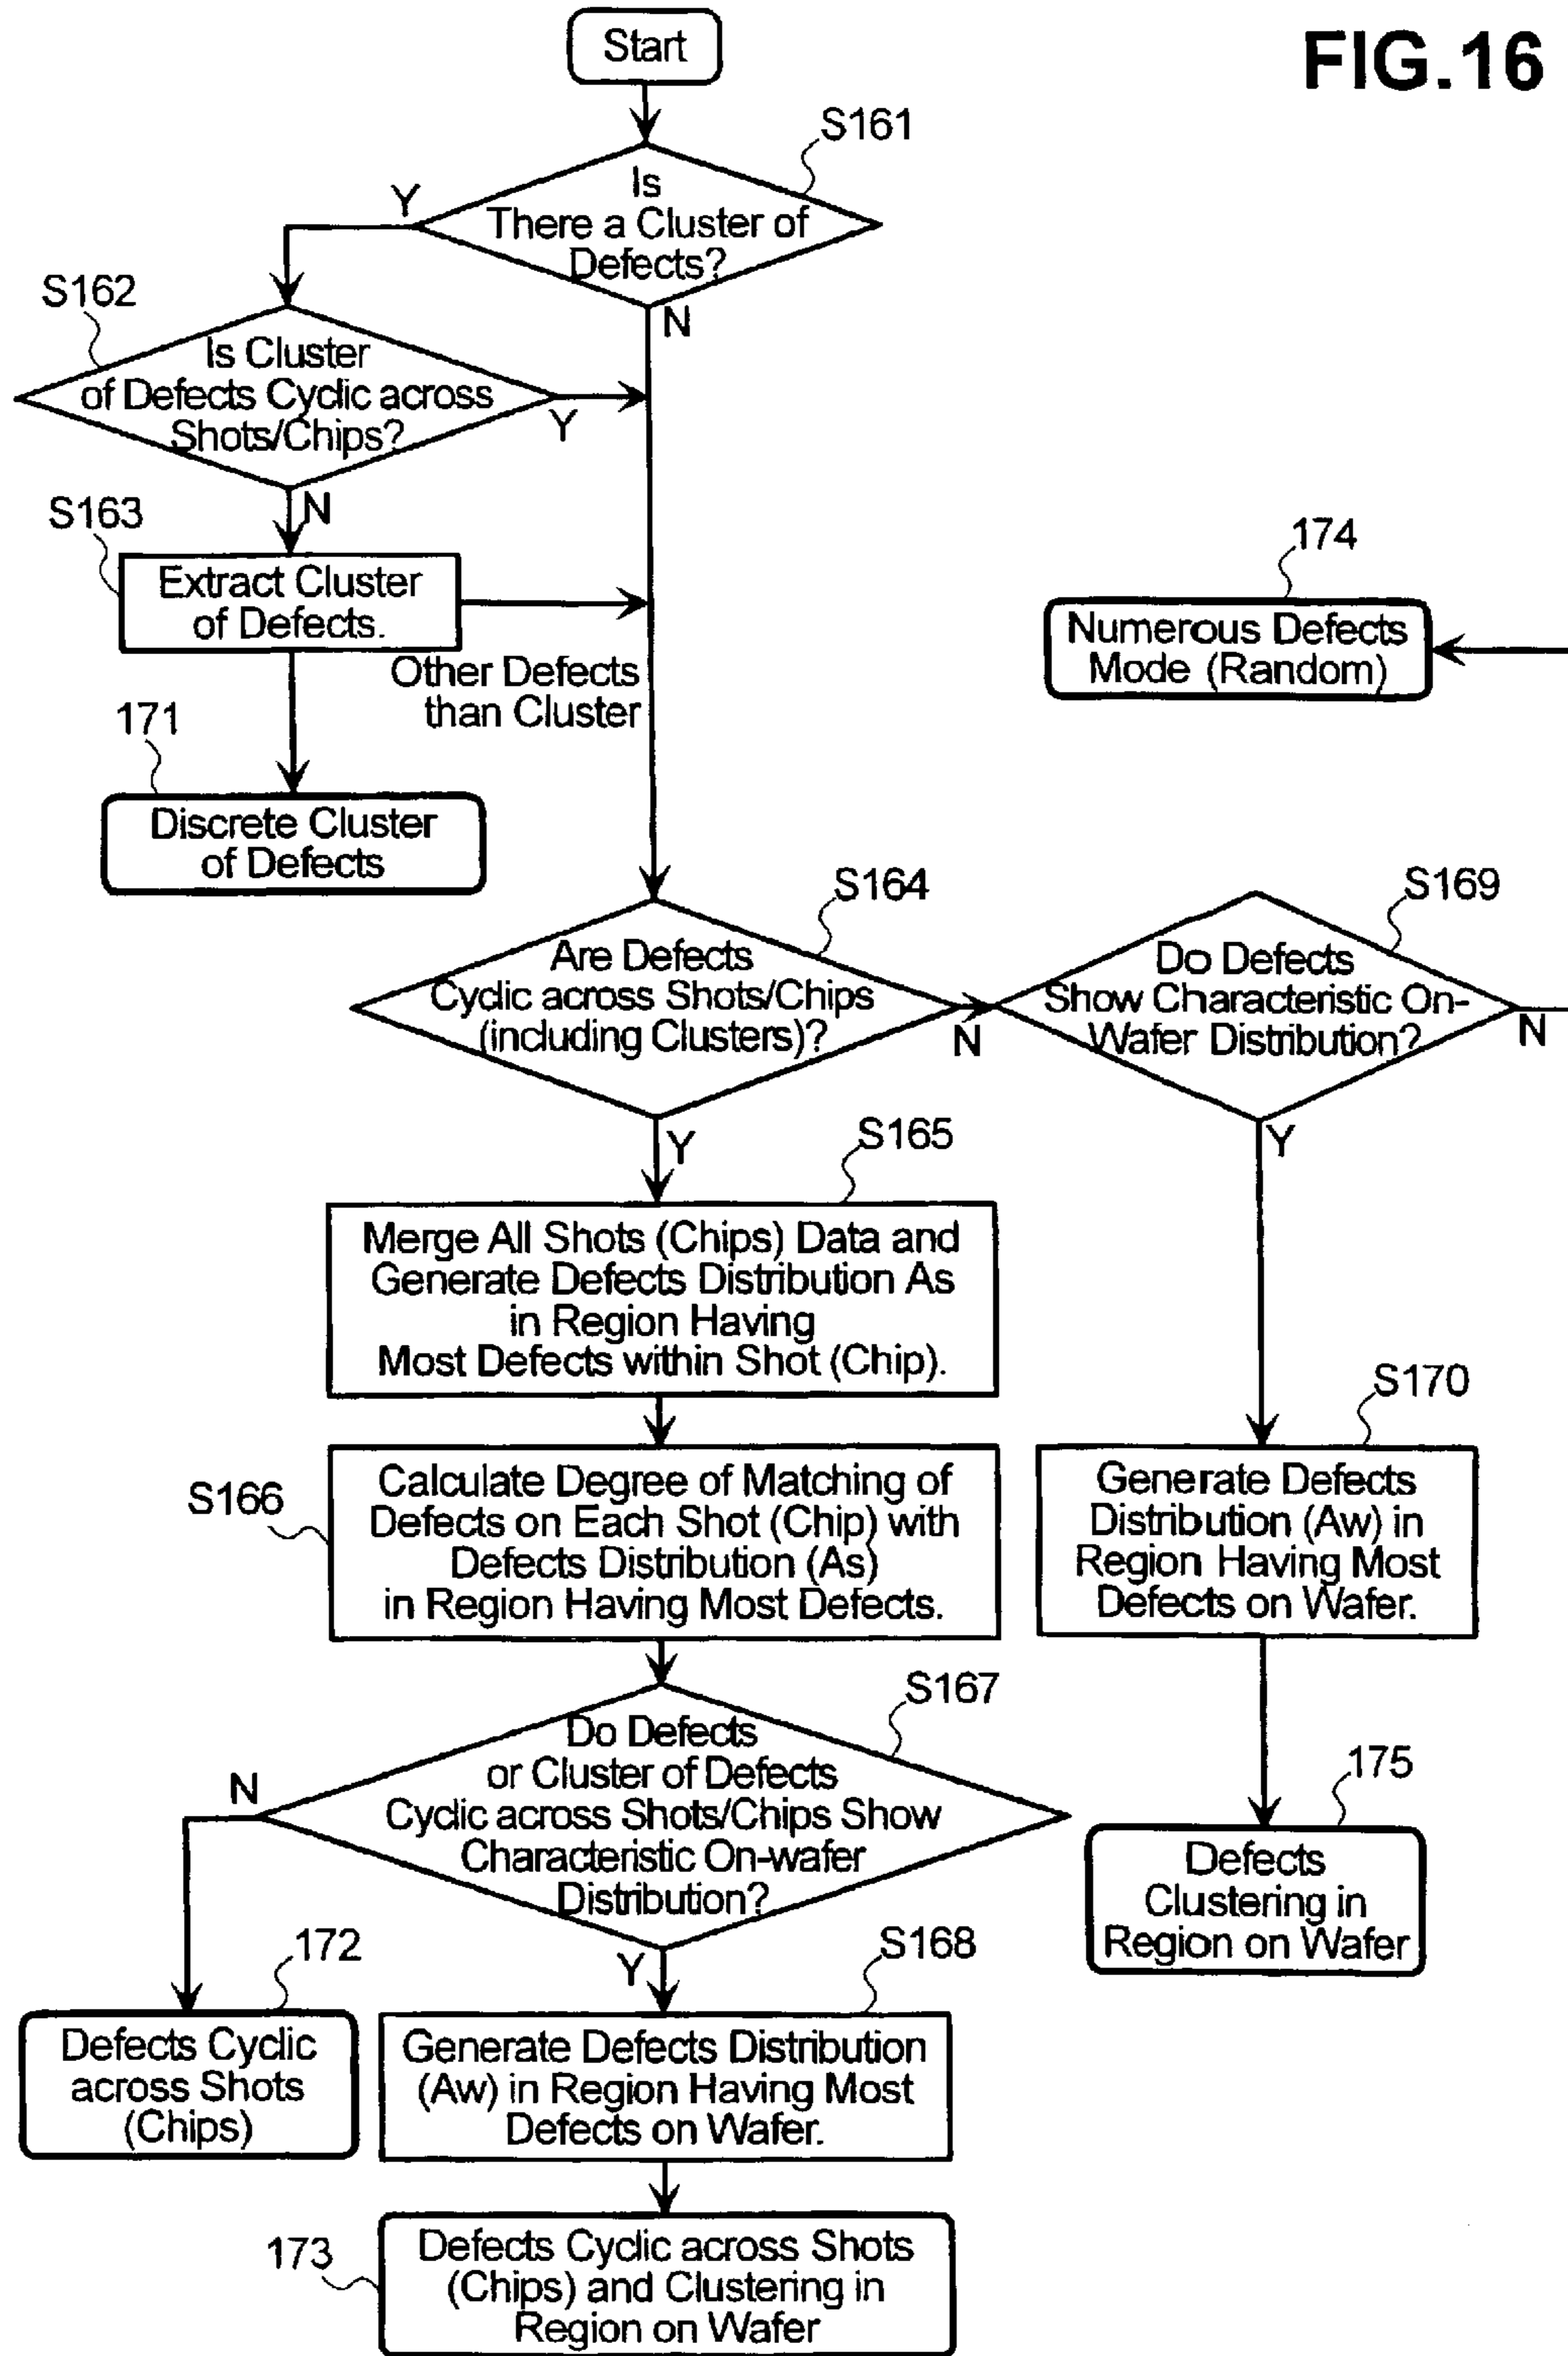 FIG.16
Start
S161
Y
Is
There a Cluster of
Defects?
N
S162
Is Cluster
of Defects Cyclic across
Shots/Chips?
Y
N
S163
Extract Cluster
of Defects.
Other Defects
than Cluster
171
Discrete Cluster
of Defects
174
Numerous Defects
Mode (Random)
S164
Are Defects
Cyclic across Shots/Chips
(including Clusters)?
N
Y
S169
Do Defects
Show Characteristic On-
Wafer Distribution?
N
Y
S165
Merge All Shots (Chips) Data and
Generate Defects Distribution As
in Region Having
Most Defects within Shot (Chip).
S166
Calculate Degree of Matching of
Defects on Each Shot (Chip) with
Defects Distribution (As)
in Region Having Most Defects.
S170
Generate Defects
Distribution (Aw) in
Region Having Most
Defects on Wafer.
S167
Do Defects
or Cluster of Defects
Cyclic across Shots/Chips Show
Characteristic On-wafer
Distribution?
N
Y
175
Defects
Clustering in
Region on Wafer
172
Defects Cyclic
across Shots
(Chips)
S168
Generate Defects Distribution
(Aw) in Region Having Most
Defects on Wafer.
173
Defects Cyclic across Shots
(Chips) and Clustering in
Region on Wafer